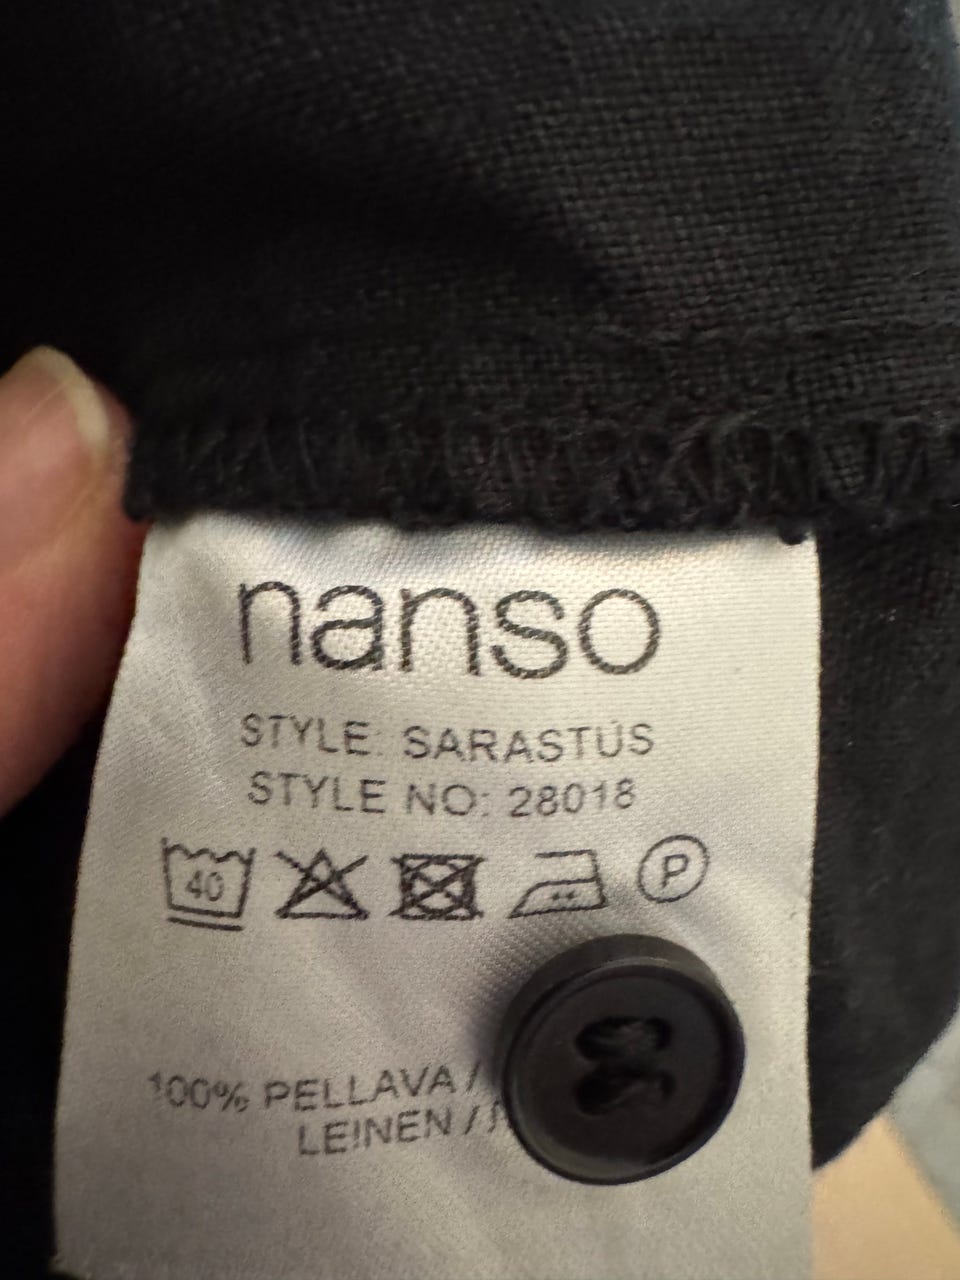 nanso
STYLE: SARASTUS
STYLE NO: 28018
40 P
100% PELLAVA /
LEINEN /